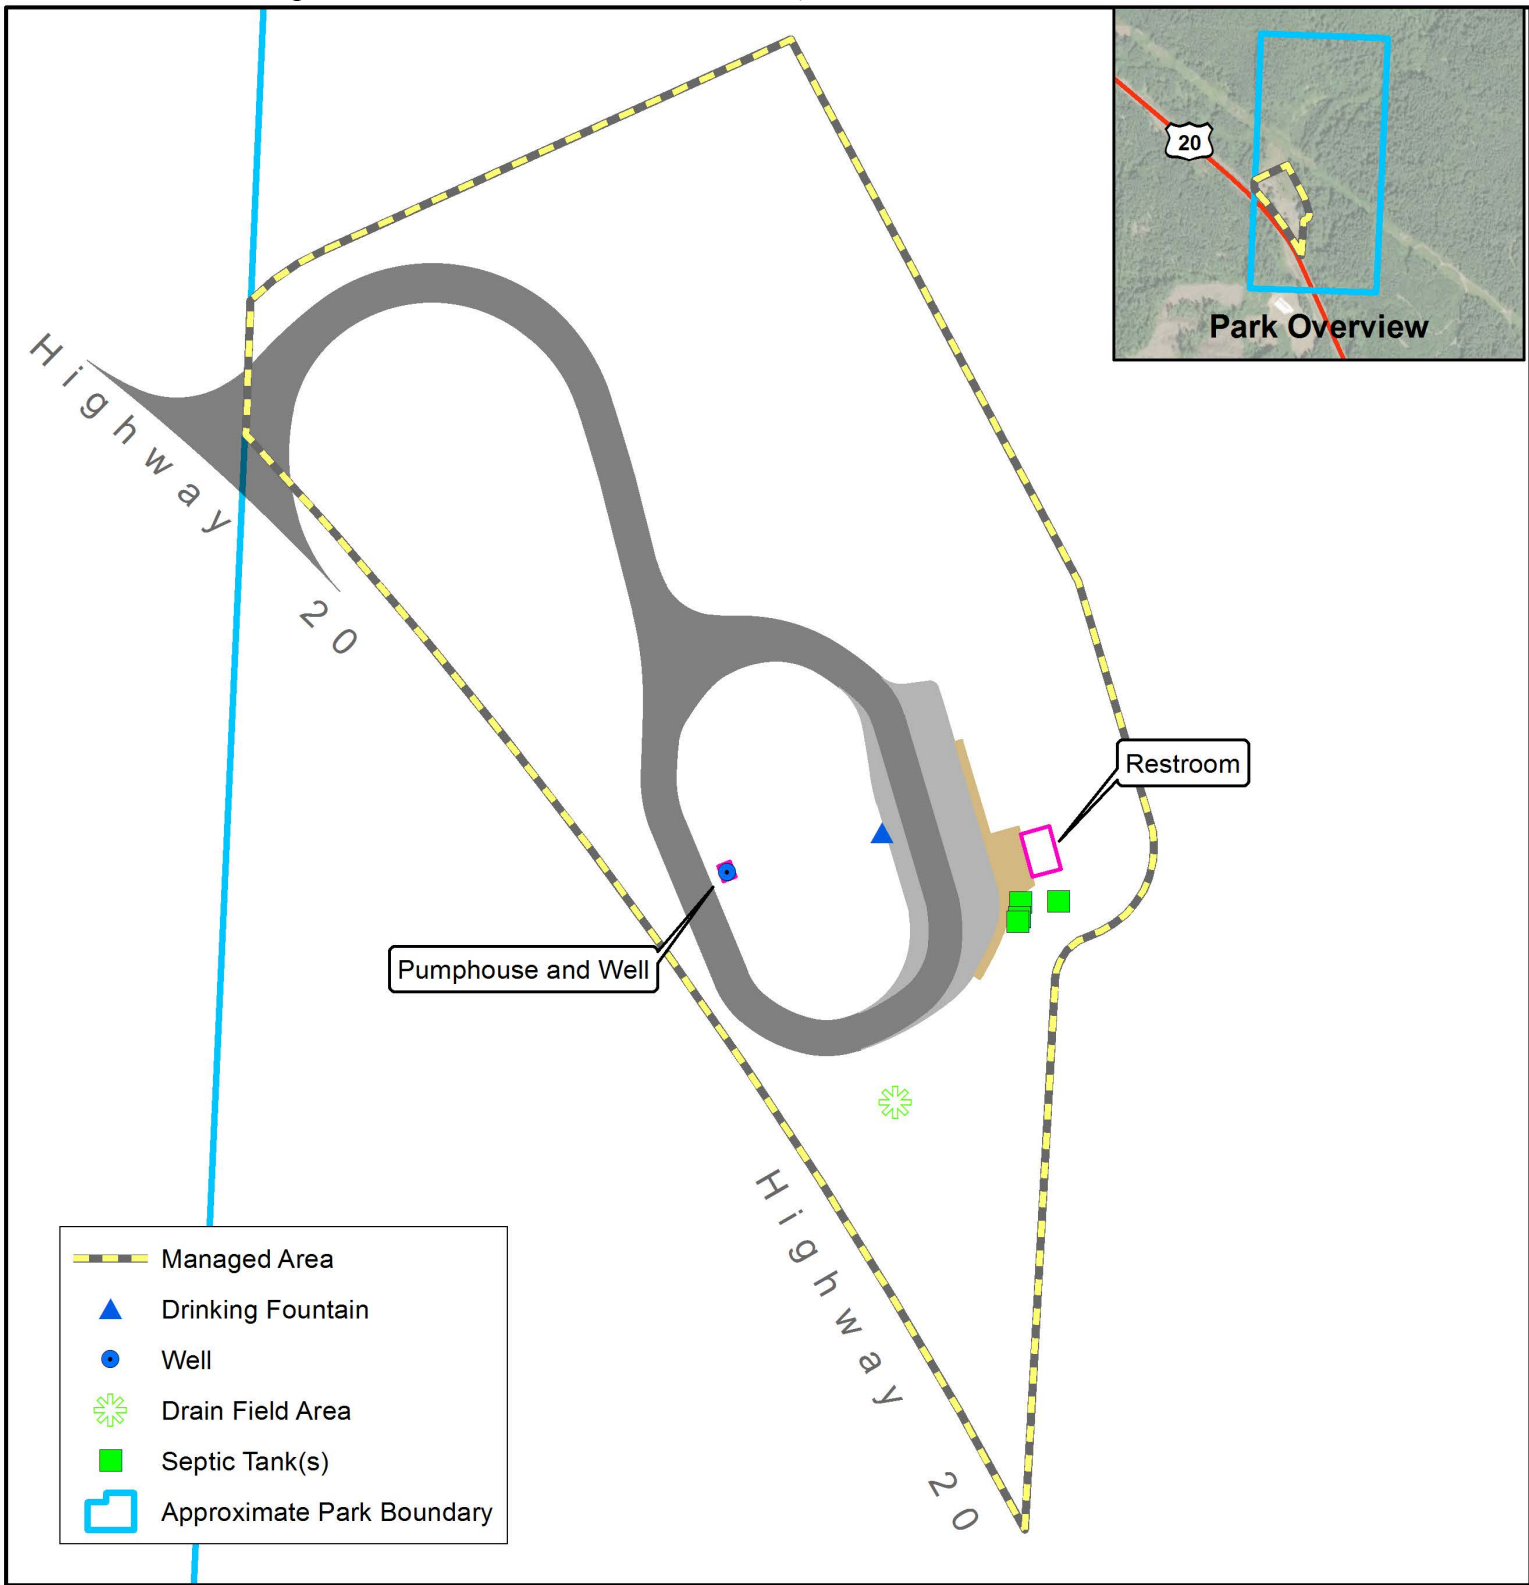 20
Park Overview
Highway 20
Restroom
Pumphouse and Well
Highway 20
Managed Area
Drinking Fountain
Well
Drain Field Area
Septic Tank(s)
Approximate Park Boundary